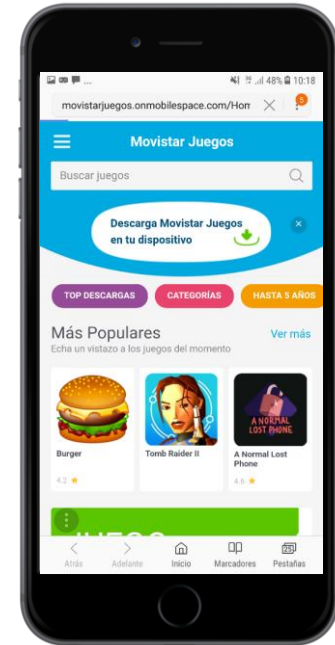 ... 48% 10:18
movistarjuegos.onmobilespace.com/Hom
5
Movistar Juegos
Buscar juegos
Descarga Movistar Juegos
en tu dispositivo
TOP DESCARGAS CATEGORÍAS HASTA 5 AÑOS
Más Populares Ver más
Echa un vistazo a los juegos del momento
A NORMAL
LOST PHONE
Burger Tomb Raider II A Normal Lost
Phone
4.2 4.6
Atrás Adelante Inicio Marcadores Pestañas